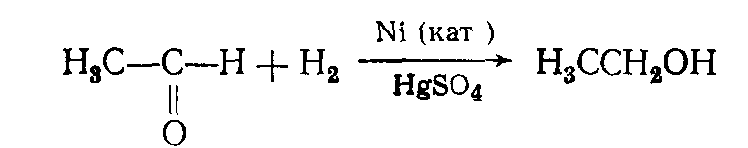 Ni (кат )
H₃C—C—H + H₂ → H₃CCH₂OH
HgSO₄
||
O